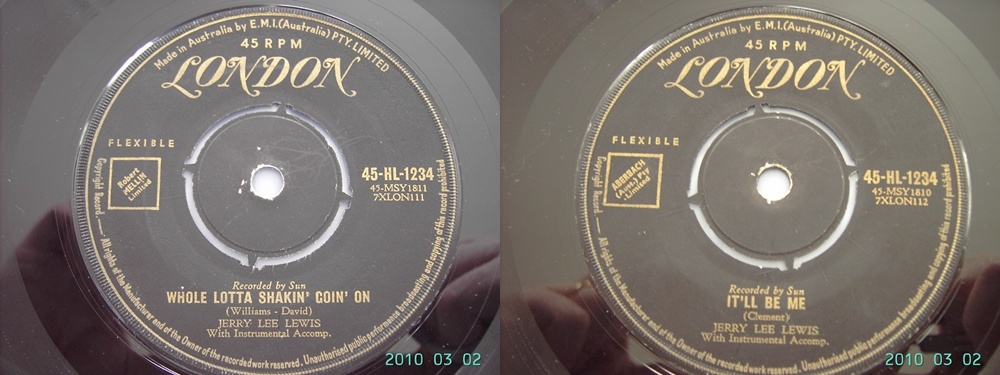 Made in Australia by E.M.I.(Australia) PTY. LIMITED
45 RPM
LONDON
FLEXIBLE
Robert
MELLIN
Limited
45-HL-1234
45-MSY1811
7XLON111
Recorded by Sun
WHOLE LOTTA SHAKIN' GOIN' ON
(Williams - David)
JERRY LEE LEWIS
With Instrumental Accomp.
Copyright Record — All rights of the Manufacturer and of the Owner of the recorded work reserved. Unauthorised public performance broadcasting and copying of this record prohibited
2010 03 02
Made in Australia by E.M.I.(Australia) PTY. LIMITED
45 RPM
LONDON
FLEXIBLE
ABERBACH
(Aust.) Pty
Limited
45-HL-1234
45-MSY1810
7XLON112
Recorded by Sun
IT'LL BE ME
(Clement)
JERRY LEE LEWIS
With Instrumental Accomp.
Copyright Record — All rights of the Manufacturer and of the Owner of the recorded work reserved. Unauthorised public performance broadcasting and copying of this record prohibited
2010 03 02